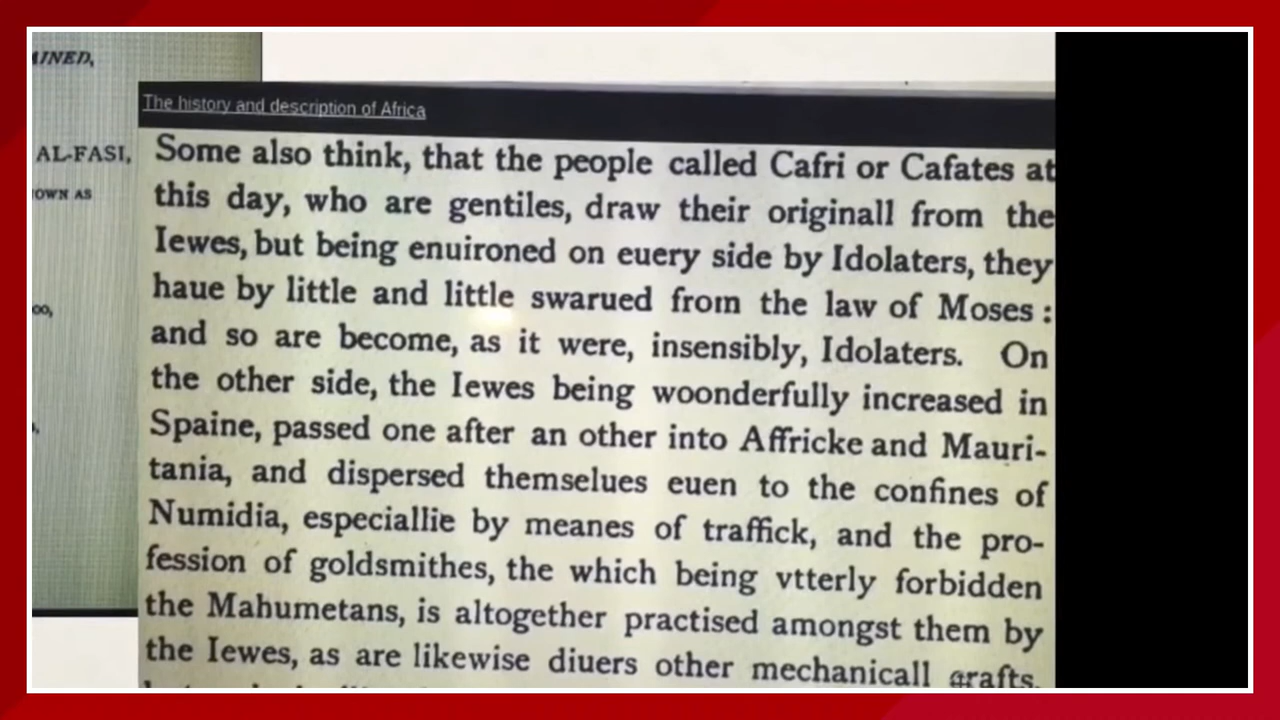 AINED,
AL-FASI,
OWN AS
oo,
The history and description of Africa
Some also think, that the people called Cafri or Cafates at
this day, who are gentiles, draw their originall from the
Iewes, but being enuironed on euery side by Idolaters, they
haue by little and little swarued from the law of Moses :
and so are become, as it were, insensibly, Idolaters. On
the other side, the Iewes being woonderfully increased in
Spaine, passed one after an other into Affricke and Mauri-
tania, and dispersed themselues euen to the confines of
Numidia, especiallie by meanes of traffick, and the pro-
fession of goldsmithes, the which being vtterly forbidden
the Mahumetans, is altogether practised amongst them by
the Iewes, as are likewise diuers other mechanicall crafts,